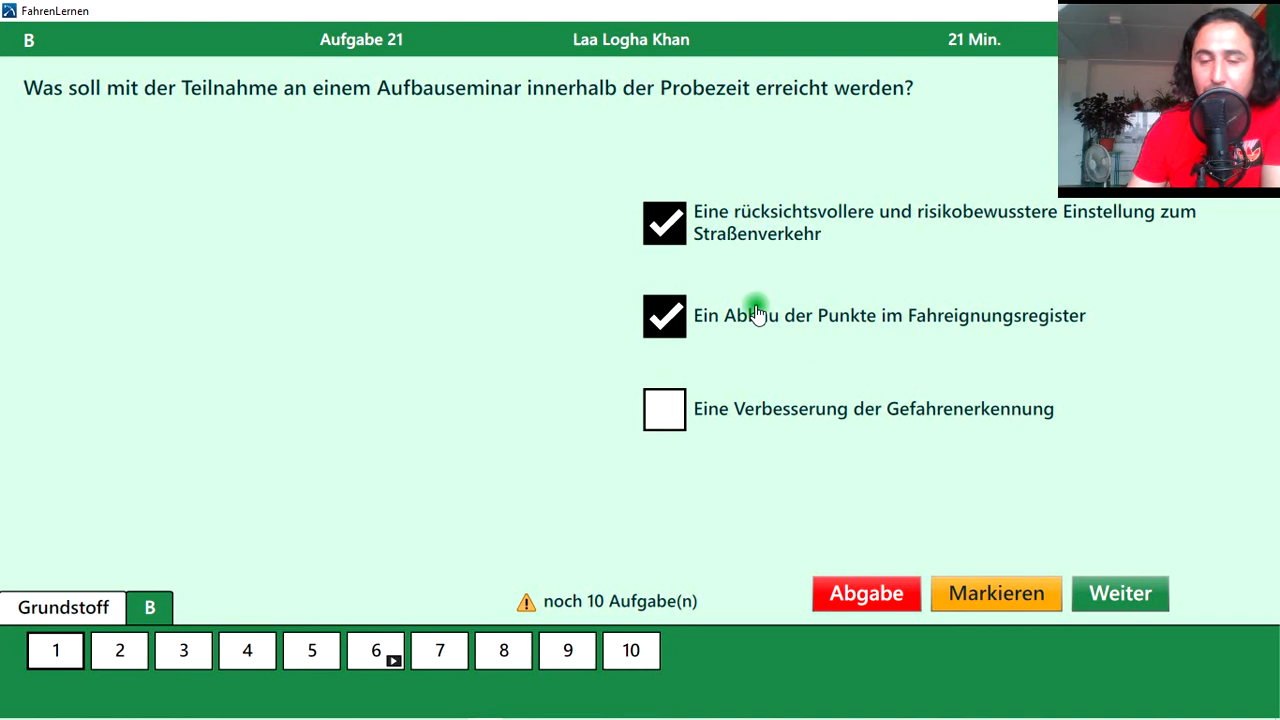 FahrenLernen
B Aufgabe 21 Laa Logha Khan 21 Min.
Was soll mit der Teilnahme an einem Aufbauseminar innerhalb der Probezeit erreicht werden?
Eine rücksichtsvollere und risikobewusstere Einstellung zum
Straßenverkehr
Ein Abbau der Punkte im Fahreignungsregister
Eine Verbesserung der Gefahrenerkennung
Grundstoff B noch 10 Aufgabe(n) Abgabe Markieren Weiter
1 2 3 4 5 6 7 8 9 10